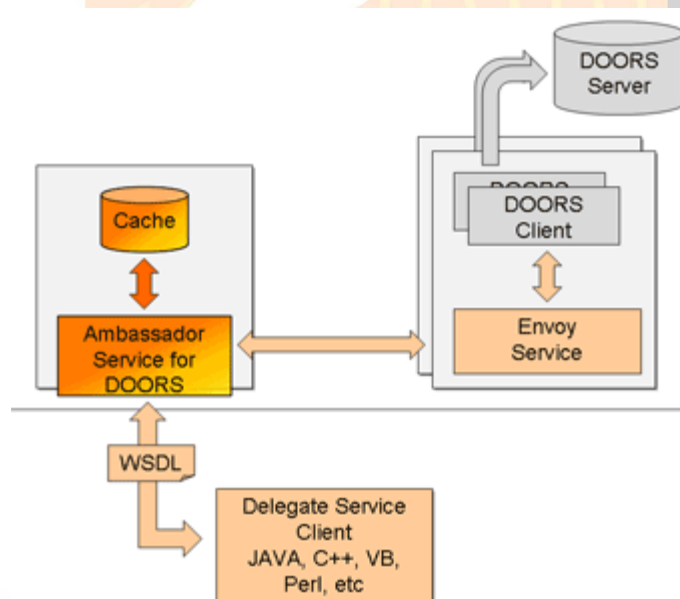 DOORS
Server
Cache
DOORS
DOORS
Client
Ambassador
Service for
DOORS
Envoy
Service
WSDL
Delegate Service
Client
JAVA, C++, VB,
Perl, etc